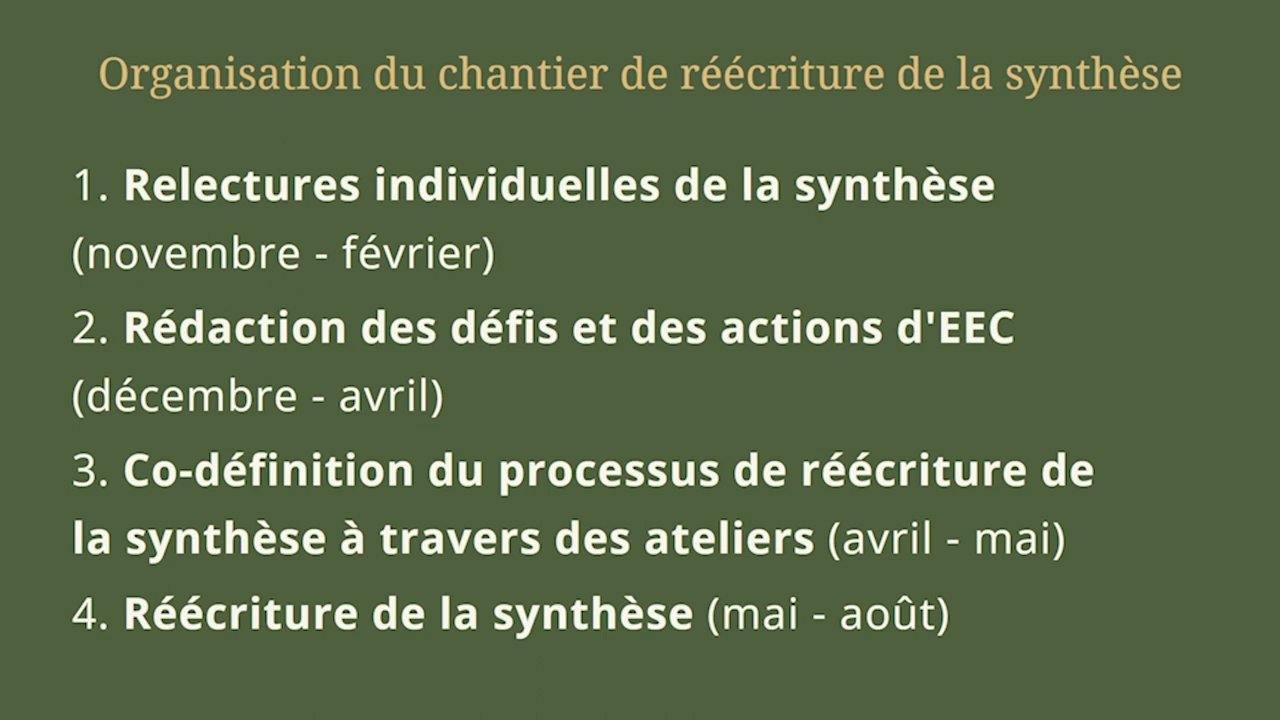 Organisation du chantier de réécriture de la synthèse
1. Relectures individuelles de la synthèse
(novembre - février)
2. Rédaction des défis et des actions d'EEC
(décembre - avril)
3. Co-définition du processus de réécriture de
la synthèse à travers des ateliers (avril - mai)
4. Réécriture de la synthèse (mai - août)